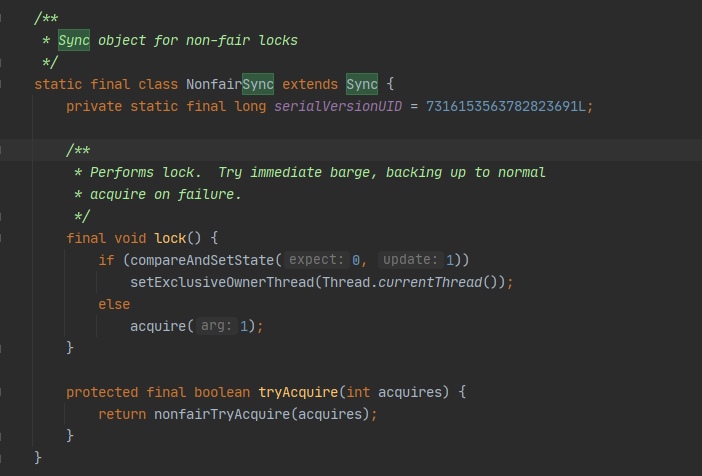 /**
 * Sync object for non-fair locks
 */
static final class NonfairSync extends Sync {
    private static final long serialVersionUID = 7316153563782823691L;

    /**
     * Performs lock.  Try immediate barge, backing up to normal
     * acquire on failure.
     */
    final void lock() {
        if (compareAndSetState( expect: 0, update: 1))
            setExclusiveOwnerThread(Thread.currentThread());
        else
            acquire( arg: 1);
    }

    protected final boolean tryAcquire(int acquires) {
        return nonfairTryAcquire(acquires);
    }
}